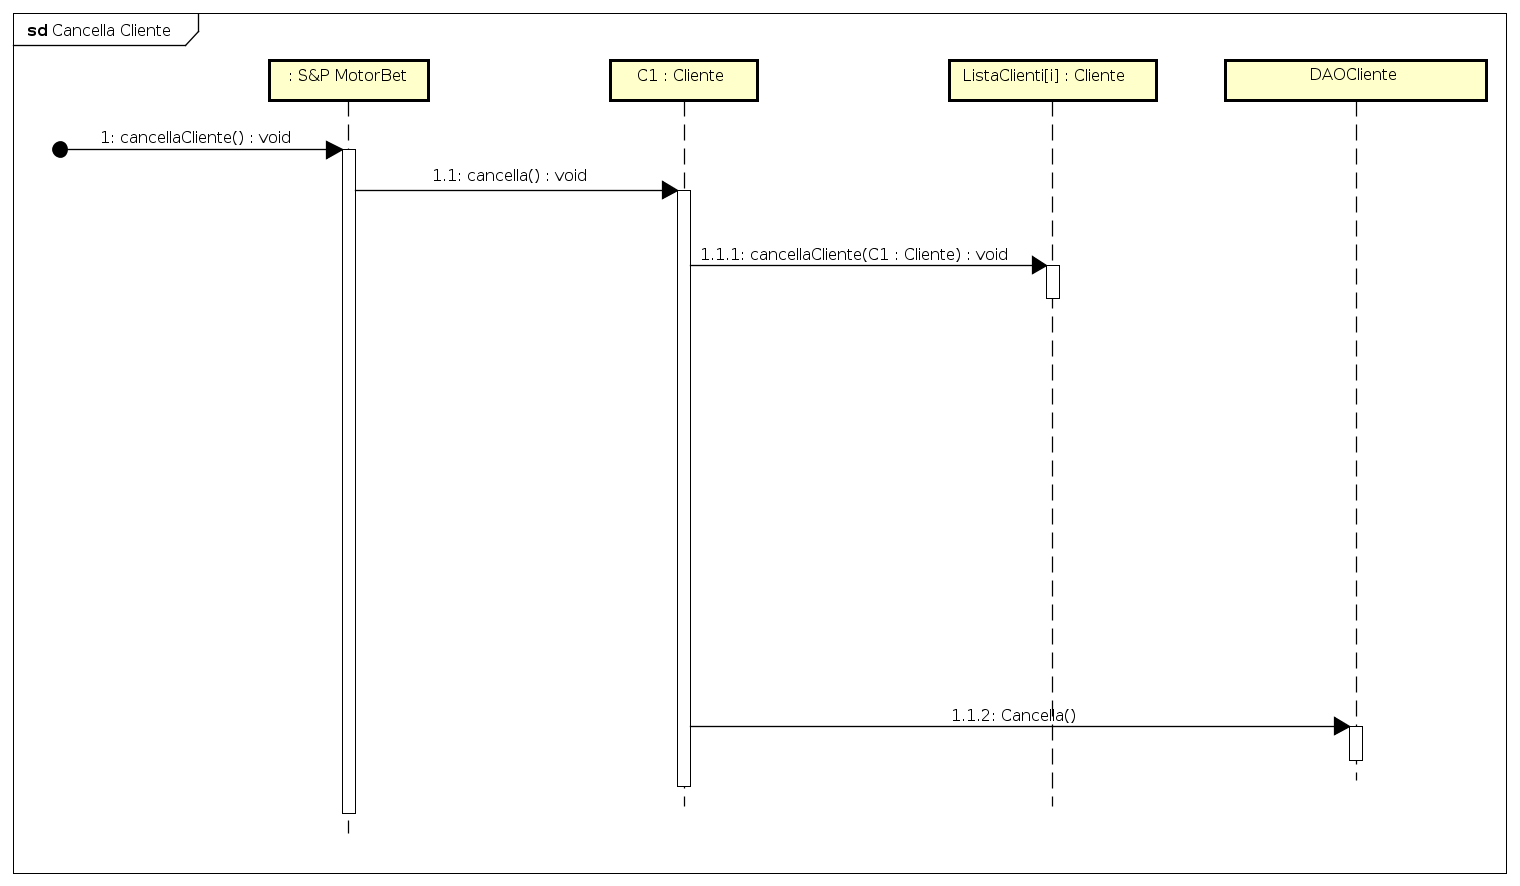 sd Cancella Cliente
: S&P MotorBet
C1 : Cliente
ListaClienti[i] : Cliente
DAOCliente
1: cancellaCliente() : void
1.1: cancella() : void
1.1.1: cancellaCliente(C1 : Cliente) : void
1.1.2: Cancella()